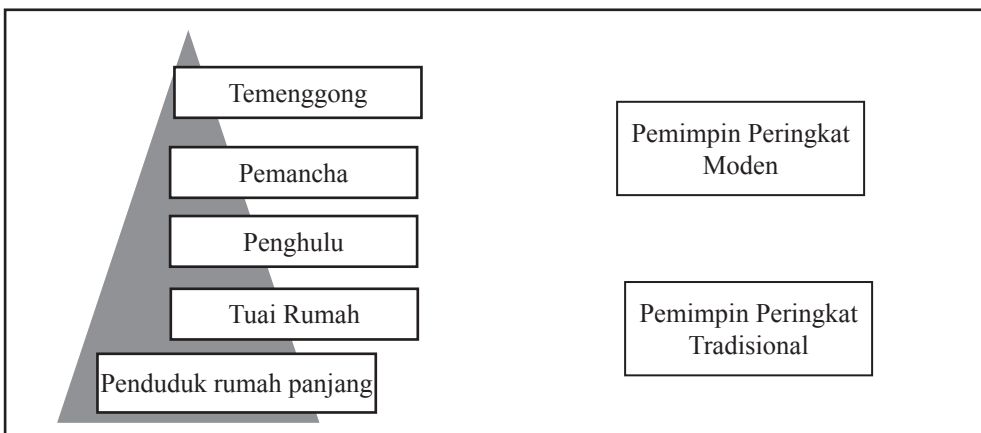 Temenggong
Pemancha
Penghulu
Tuai Rumah
Penduduk rumah panjang
Pemimpin Peringkat
Moden
Pemimpin Peringkat
Tradisional